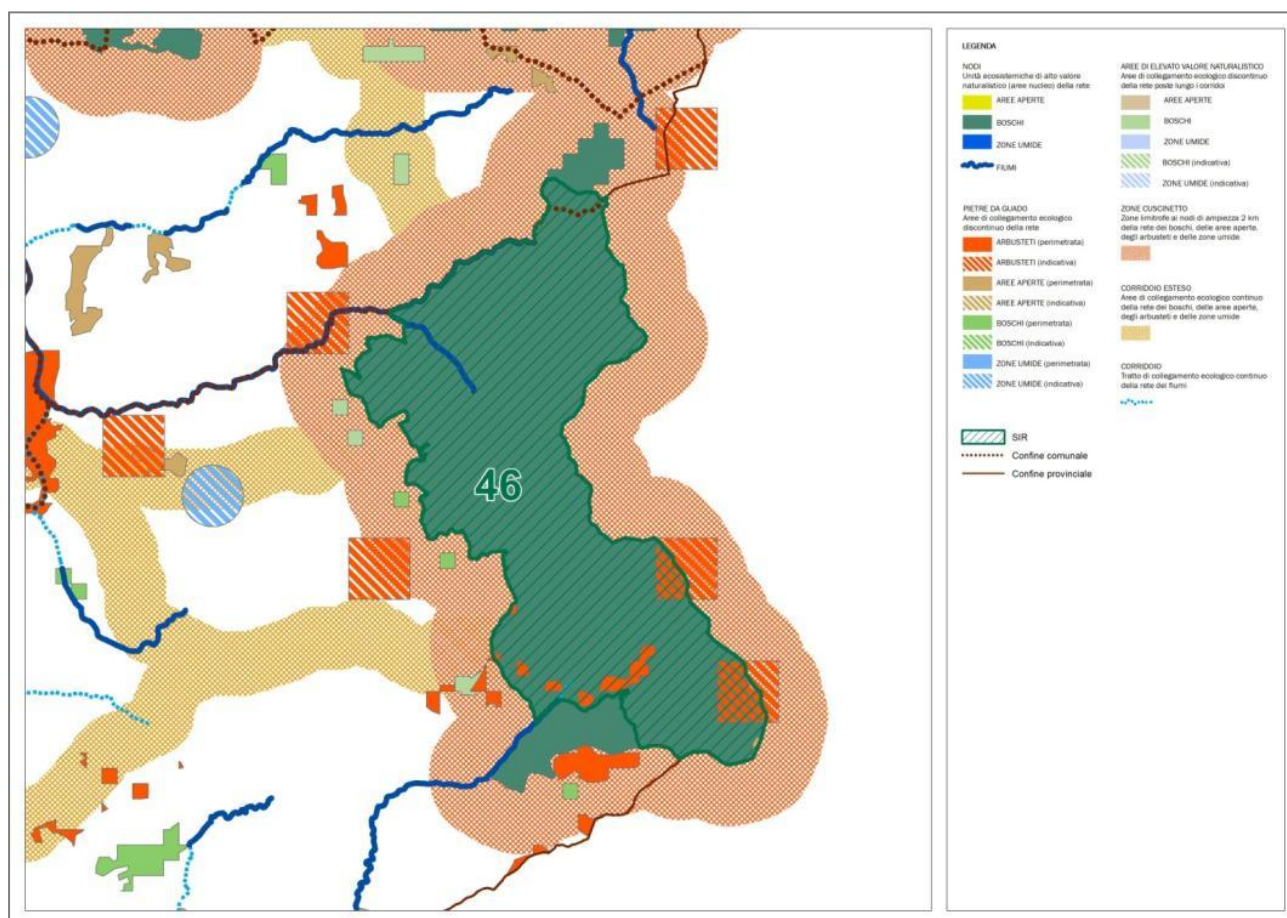 46
LEGENDA
NODI
Unità ecosistemiche di alto valore
naturalistico (aree nucleo) della rete
AREE APERTE
BOSCHI
ZONE UMIDE
FIUMI
PIETRE DA GUADO
Aree di collegamento ecologico
discontinuo della rete
ARBUSTETI (perimetrata)
ARBUSTETI (indicativa)
AREE APERTE (perimetrata)
AREE APERTE (indicativa)
BOSCHI (perimetrata)
BOSCHI (indicativa)
ZONE UMIDE (perimetrata)
ZONE UMIDE (indicativa)
SIR
Confine comunale
Confine provinciale
AREE DI ELEVATO VALORE NATURALISTICO
Aree di collegamento ecologico discontinuo
della rete poste lungo i corridoi
AREE APERTE
BOSCHI
ZONE UMIDE
BOSCHI (indicativa)
ZONE UMIDE (indicativa)
ZONE CUSCINETTO
Zone limitrofe ai nodi di ampiezza 2 km
della rete dei boschi, delle aree aperte,
degli arbusteti e delle zone umide.
CORRIDOIO ESTESO
Aree di collegamento ecologico continuo
della rete dei boschi, delle aree aperte,
degli arbusteti e delle zone umide
CORRIDOIO
Tratto di collegamento ecologico continuo
della rete dei fiumi